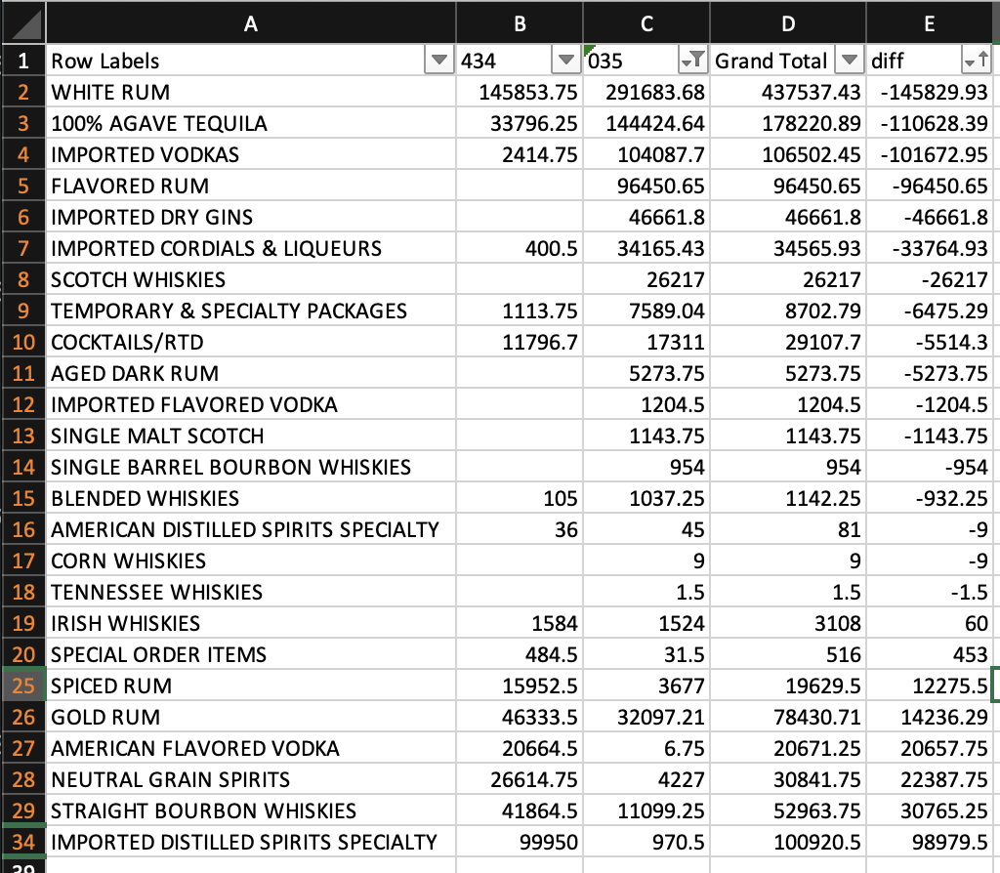 A B C D E
1 Row Labels 434 035 Grand Total diff
2 WHITE RUM 145853.75 291683.68 437537.43 -145829.93
3 100% AGAVE TEQUILA 33796.25 144424.64 178220.89 -110628.39
4 IMPORTED VODKAS 2414.75 104087.7 106502.45 -101672.95
5 FLAVORED RUM 96450.65 96450.65 -96450.65
6 IMPORTED DRY GINS 46661.8 46661.8 -46661.8
7 IMPORTED CORDIALS & LIQUEURS 400.5 34165.43 34565.93 -33764.93
8 SCOTCH WHISKIES 26217 26217 -26217
9 TEMPORARY & SPECIALTY PACKAGES 1113.75 7589.04 8702.79 -6475.29
10 COCKTAILS/RTD 11796.7 17311 29107.7 -5514.3
11 AGED DARK RUM 5273.75 5273.75 -5273.75
12 IMPORTED FLAVORED VODKA 1204.5 1204.5 -1204.5
13 SINGLE MALT SCOTCH 1143.75 1143.75 -1143.75
14 SINGLE BARREL BOURBON WHISKIES 954 954 -954
15 BLENDED WHISKIES 105 1037.25 1142.25 -932.25
16 AMERICAN DISTILLED SPIRITS SPECIALTY 36 45 81 -9
17 CORN WHISKIES 9 9 -9
18 TENNESSEE WHISKIES 1.5 1.5 -1.5
19 IRISH WHISKIES 1584 1524 3108 60
20 SPECIAL ORDER ITEMS 484.5 31.5 516 453
25 SPICED RUM 15952.5 3677 19629.5 12275.5
26 GOLD RUM 46333.5 32097.21 78430.71 14236.29
27 AMERICAN FLAVORED VODKA 20664.5 6.75 20671.25 20657.75
28 NEUTRAL GRAIN SPIRITS 26614.75 4227 30841.75 22387.75
29 STRAIGHT BOURBON WHISKIES 41864.5 11099.25 52963.75 30765.25
34 IMPORTED DISTILLED SPIRITS SPECIALTY 99950 970.5 100920.5 98979.5